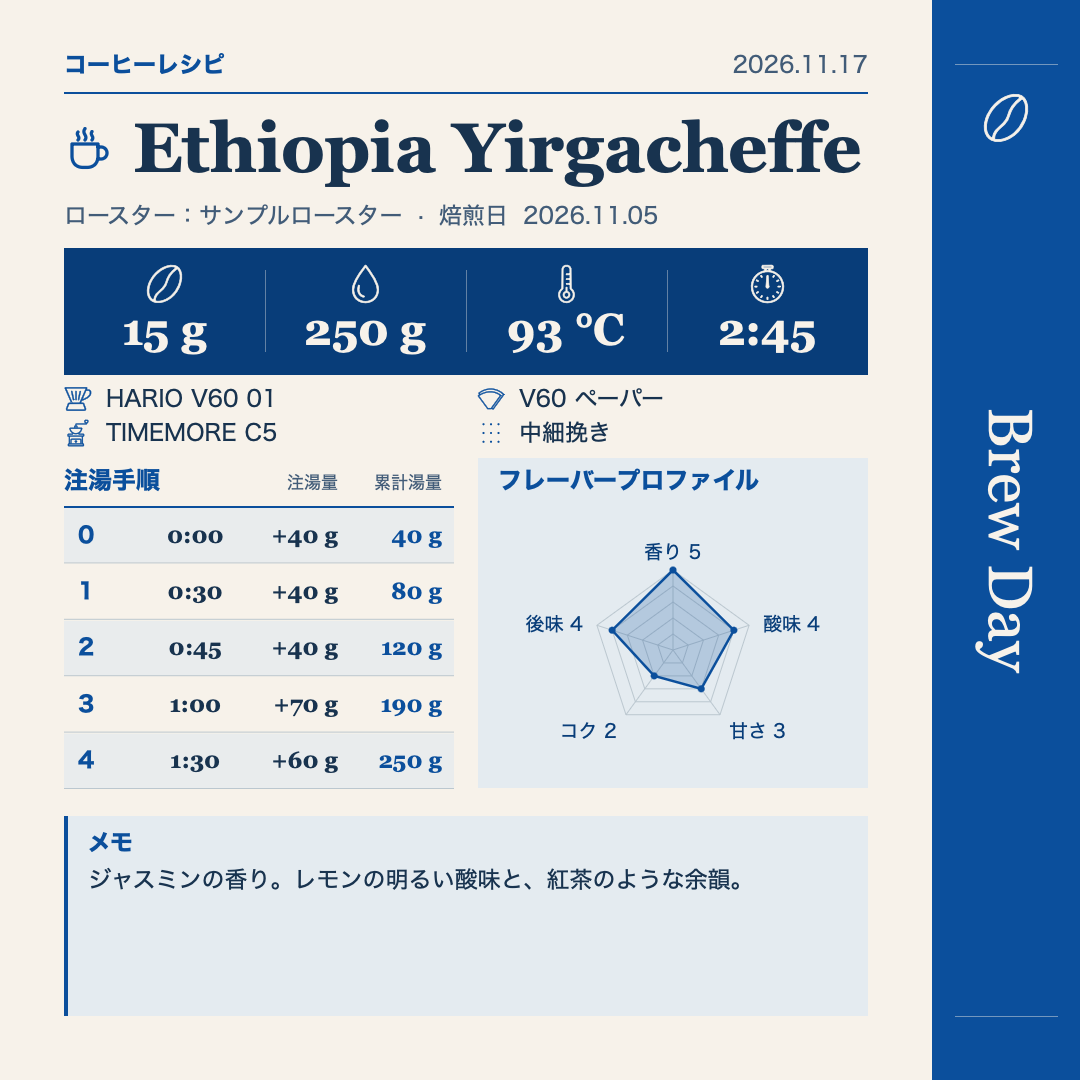 コーヒーレシピ 2026.11.17
Ethiopia Yirgacheffe
ロースター：サンプルロースター · 焙煎日 2026.11.05
15 g 250 g 93 °C 2:45
HARIO V60 01 V60 ペーパー
TIMEMORE C5 中細挽き
注湯手順 注湯量 累計湯量
0 0:00 +40 g 40 g
1 0:30 +40 g 80 g
2 0:45 +40 g 120 g
3 1:00 +70 g 190 g
4 1:30 +60 g 250 g
フレーバープロファイル
香り 5
後味 4 酸味 4
コク 2 甘さ 3
メモ
ジャスミンの香り。レモンの明るい酸味と、紅茶のような余韻。
Brew Day